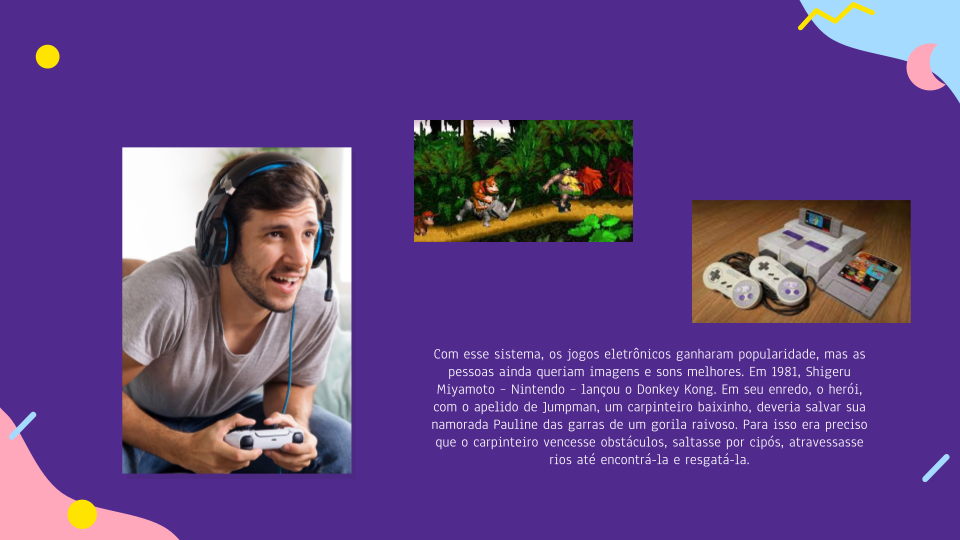 Com esse sistema, os jogos eletrônicos ganharam popularidade, mas as
pessoas ainda queriam imagens e sons melhores. Em 1981, Shigeru
Miyamoto – Nintendo – lançou o Donkey Kong. Em seu enredo, o herói,
com o apelido de Jumpman, um carpinteiro baixinho, deveria salvar sua
namorada Pauline das garras de um gorila raivoso. Para isso era preciso
que o carpinteiro vencesse obstáculos, saltasse por cipós, atravessasse
rios até encontrá-la e resgatá-la.